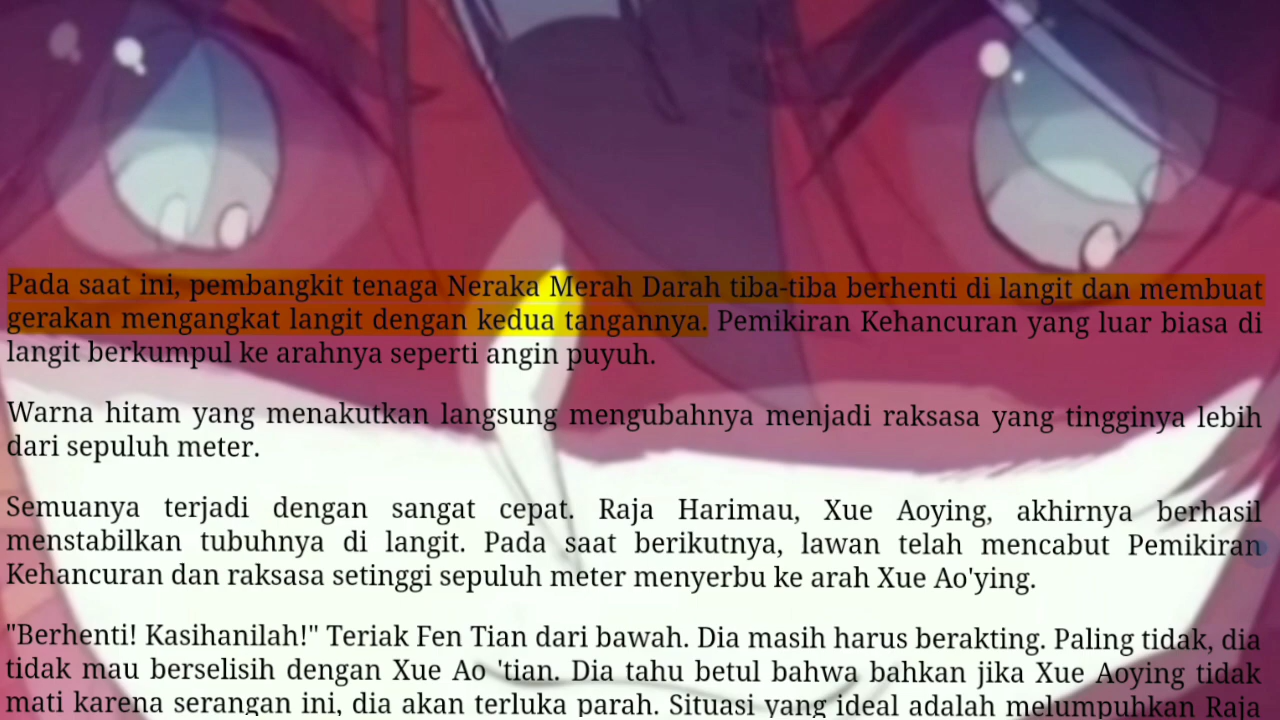 Pada saat ini, pembangkit tenaga Neraka Merah Darah tiba-tiba berhenti di langit dan membuat
gerakan mengangkat langit dengan kedua tangannya. Pemikiran Kehancuran yang luar biasa di
langit berkumpul ke arahnya seperti angin puyuh.
Warna hitam yang menakutkan langsung mengubahnya menjadi raksasa yang tingginya lebih
dari sepuluh meter.
Semuanya terjadi dengan sangat cepat. Raja Harimau, Xue Aoying, akhirnya berhasil
menstabilkan tubuhnya di langit. Pada saat berikutnya, lawan telah mencabut Pemikiran
Kehancuran dan raksasa setinggi sepuluh meter menyerbu ke arah Xue Ao'ying.
"Berhenti! Kasihanilah!" Teriak Fen Tian dari bawah. Dia masih harus berakting. Paling tidak, dia
tidak mau berselisih dengan Xue Ao 'tian. Dia tahu betul bahwa bahkan jika Xue Aoying tidak
mati karena serangan ini, dia akan terluka parah. Situasi yang ideal adalah melumpuhkan Raja